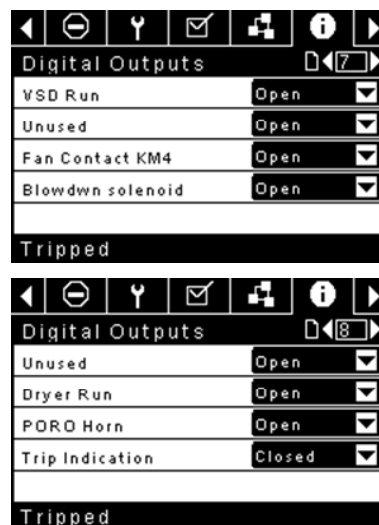 Digital Outputs 7
VSD Run Open
Unused Open
Fan Contact KM4 Open
Blowdwn solenoid Open
Tripped
Digital Outputs 8
Unused Open
Dryer Run Open
PORO Horn Open
Trip Indication Closed
Tripped